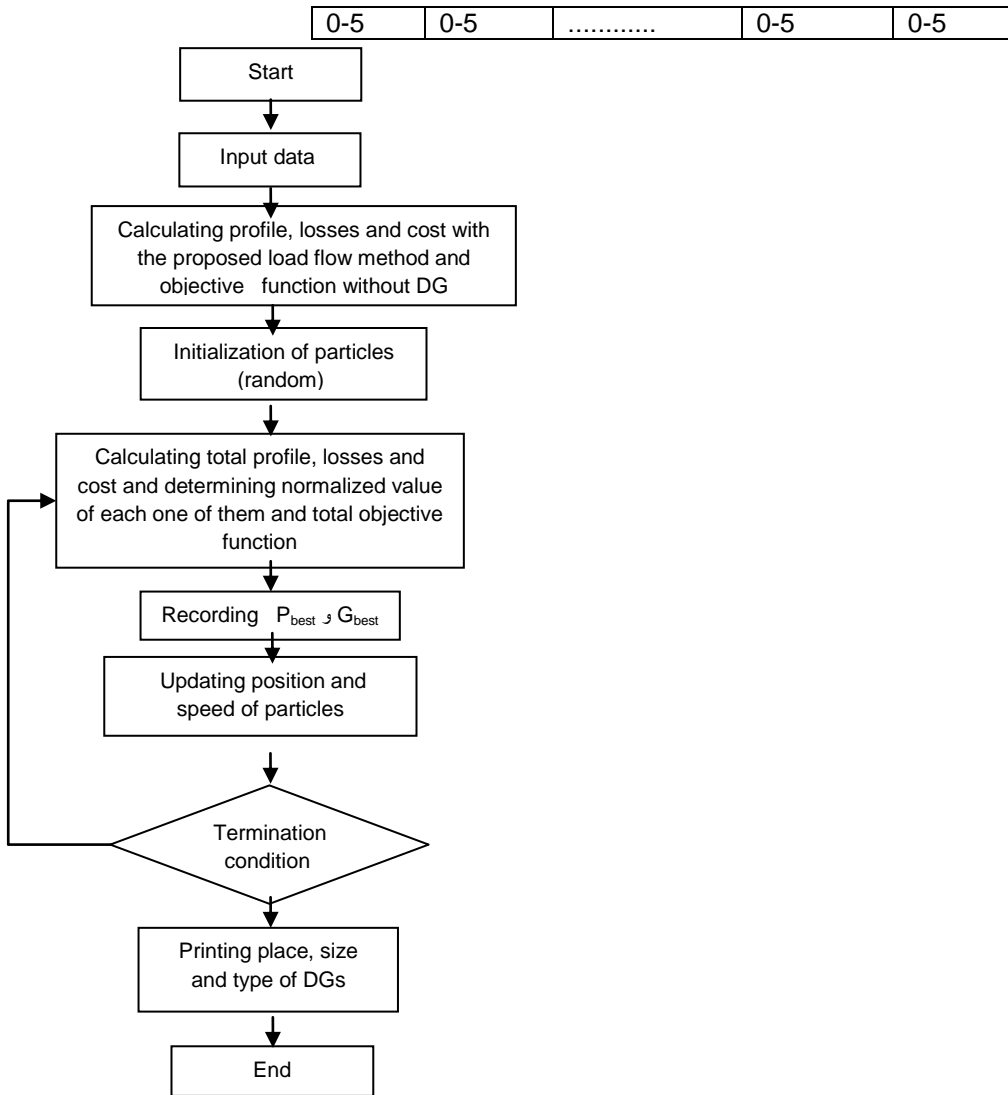 0-5 0-5 ............ 0-5 0-5
Start
Input data
Calculating profile, losses and cost with
the proposed load flow method and
objective function without DG
Initialization of particles
(random)
Calculating total profile, losses and
cost and determining normalized value
of each one of them and total objective
function
Recording Pbest و Gbest
Updating position and
speed of particles
Termination
condition
Printing place, size
and type of DGs
End